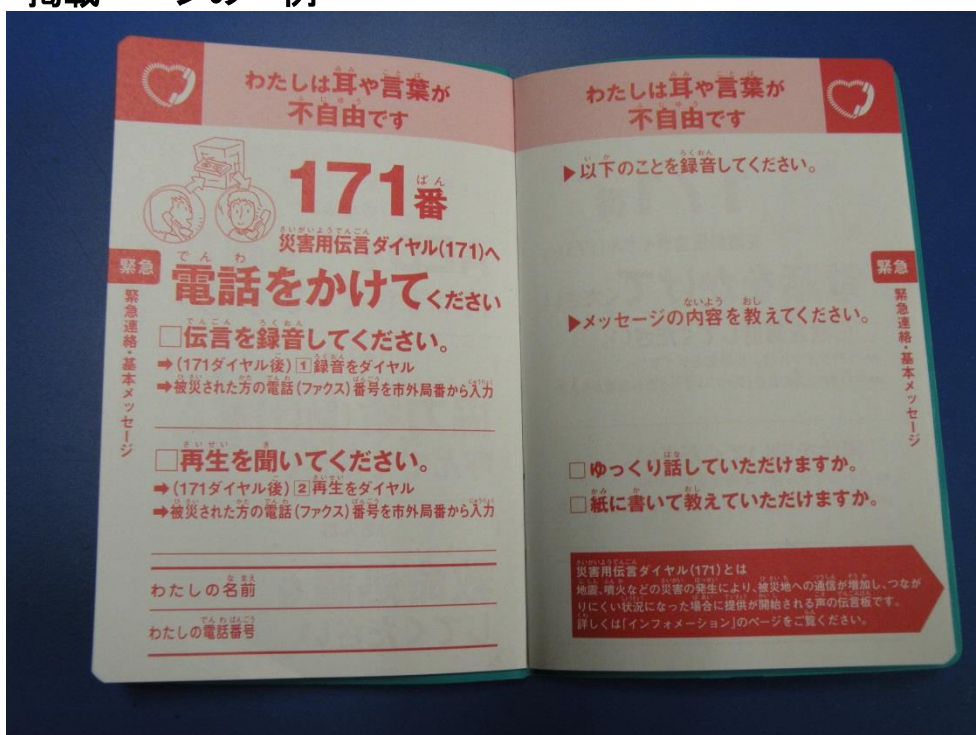 わたしは耳や言葉が
不自由です
171番
災害用伝言ダイヤル(171)へ
電話をかけてください
□伝言を録音してください。
➡(171ダイヤル後)1録音をダイヤル
➡被災された方の電話(ファクス)番号を市外局番から入力
□再生を聞いてください。
➡(171ダイヤル後)2再生をダイヤル
➡被災された方の電話(ファクス)番号を市外局番から入力
わたしの名前
わたしの電話番号
緊急
緊急連絡・基本メッセージ
わたしは耳や言葉が
不自由です
▶以下のことを録音してください。
▶メッセージの内容を教えてください。
□ゆっくり話していただけますか。
□紙に書いて教えていただけますか。
災害用伝言ダイヤル(171)とは
地震、噴火などの災害の発生により、被災地への通信が増加し、つなが
りにくい状況になった場合に提供が開始される声の伝言板です。
詳しくは「インフォメーション」のページをご覧ください。
緊急
緊急連絡・基本メッセージ